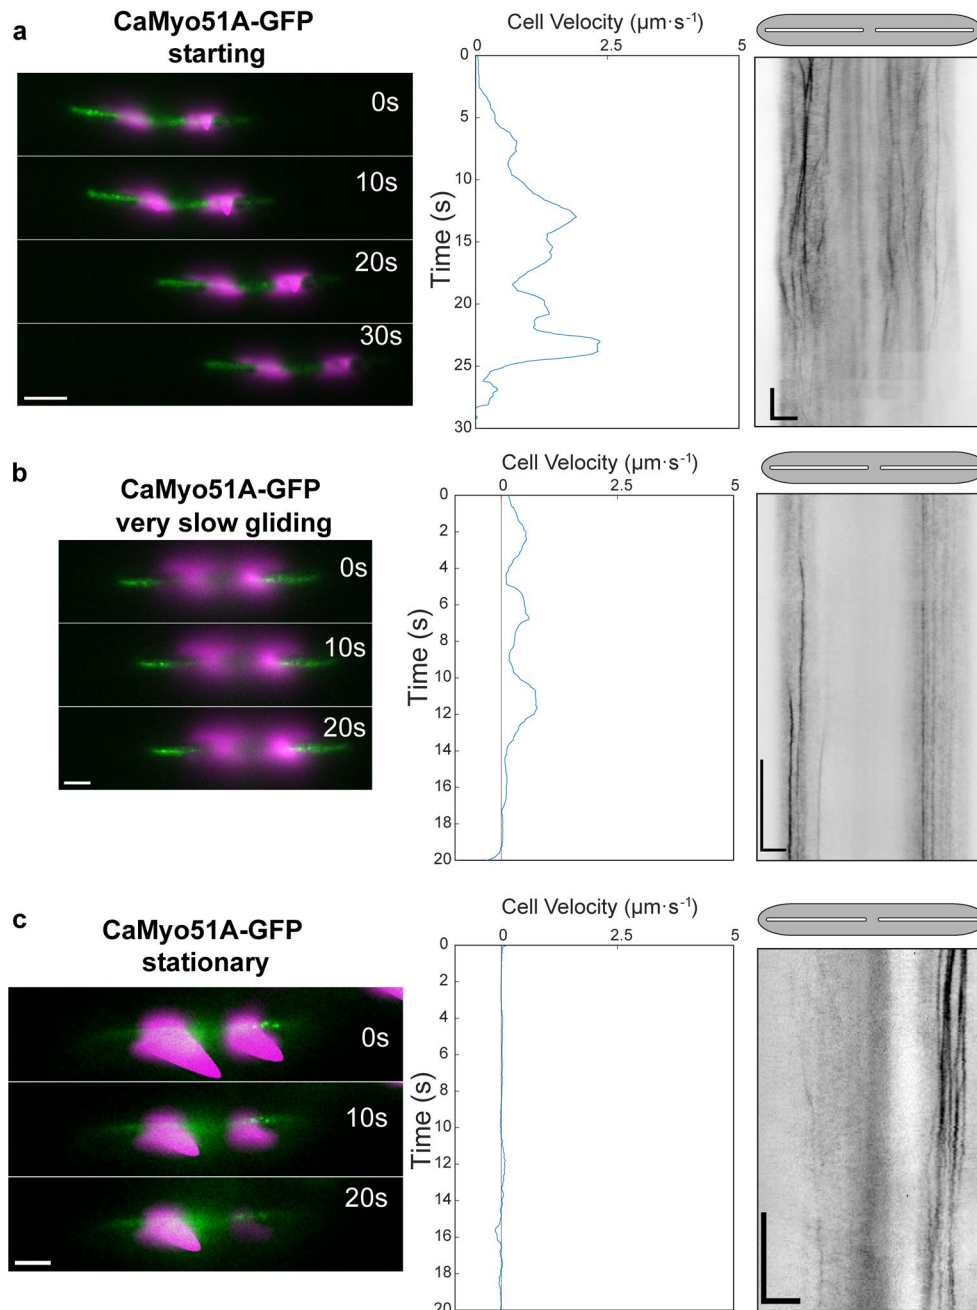 a
CaMyo51A-GFP
starting
0s
10s
20s
30s
Cell Velocity (µm·s⁻¹)
0
2.5
5
Time (s)
0
5
10
15
20
25
30
b
CaMyo51A-GFP
very slow gliding
0s
10s
20s
Cell Velocity (µm·s⁻¹)
0
2.5
5
Time (s)
0
2
4
6
8
10
12
14
16
18
20
c
CaMyo51A-GFP
stationary
0s
10s
20s
Cell Velocity (µm·s⁻¹)
0
2.5
5
Time (s)
0
2
4
6
8
10
12
14
16
18
20